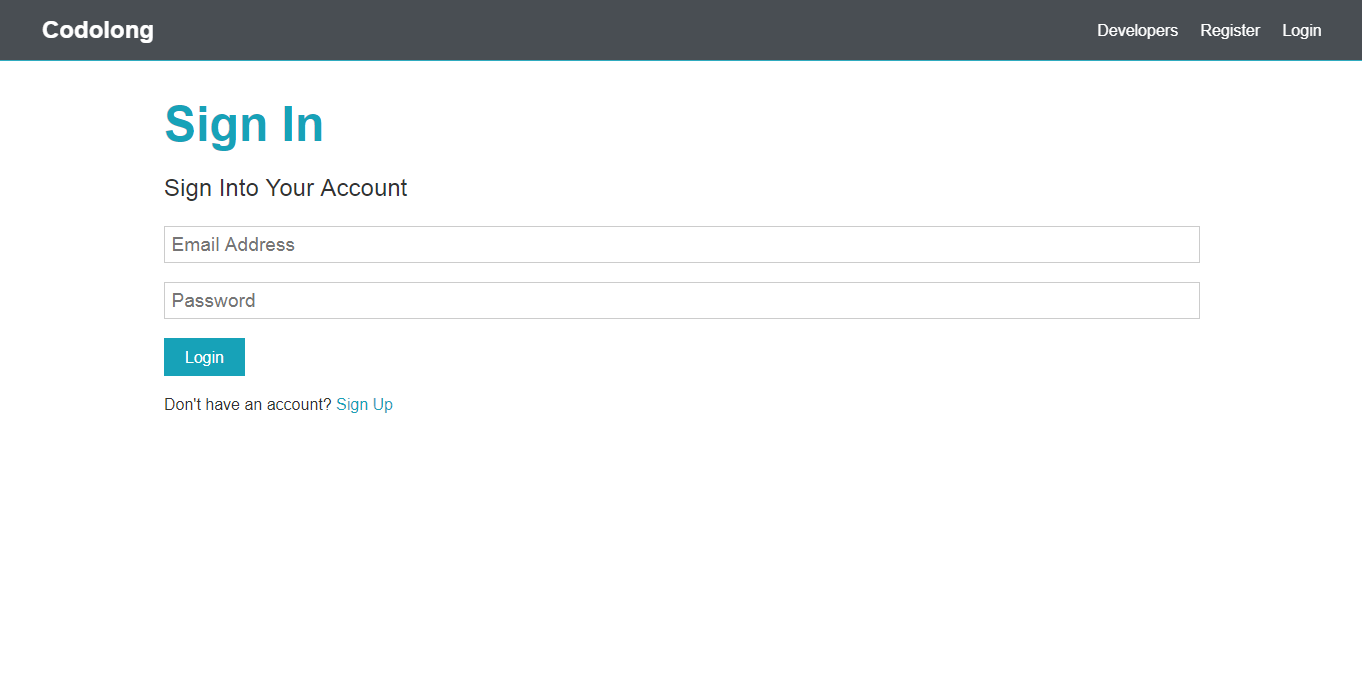 Codolong
Developers Register Login
Sign In
Sign Into Your Account
Email Address
Password
Login
Don't have an account? Sign Up